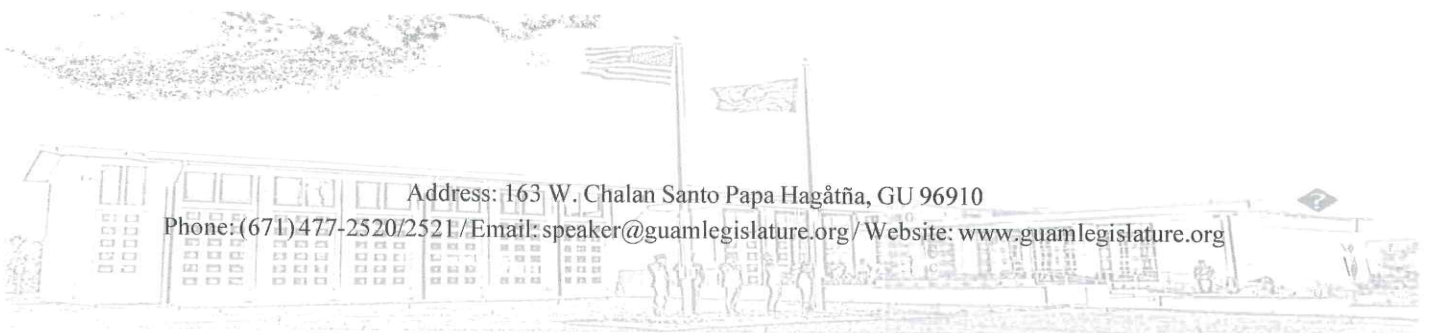 Address: 163 W. Chalan Santo Papa Hagåtña, GU 96910
Phone: (671) 477-2520/2521 / Email: speaker@guamlegislature.org / Website: www.guamlegislature.org